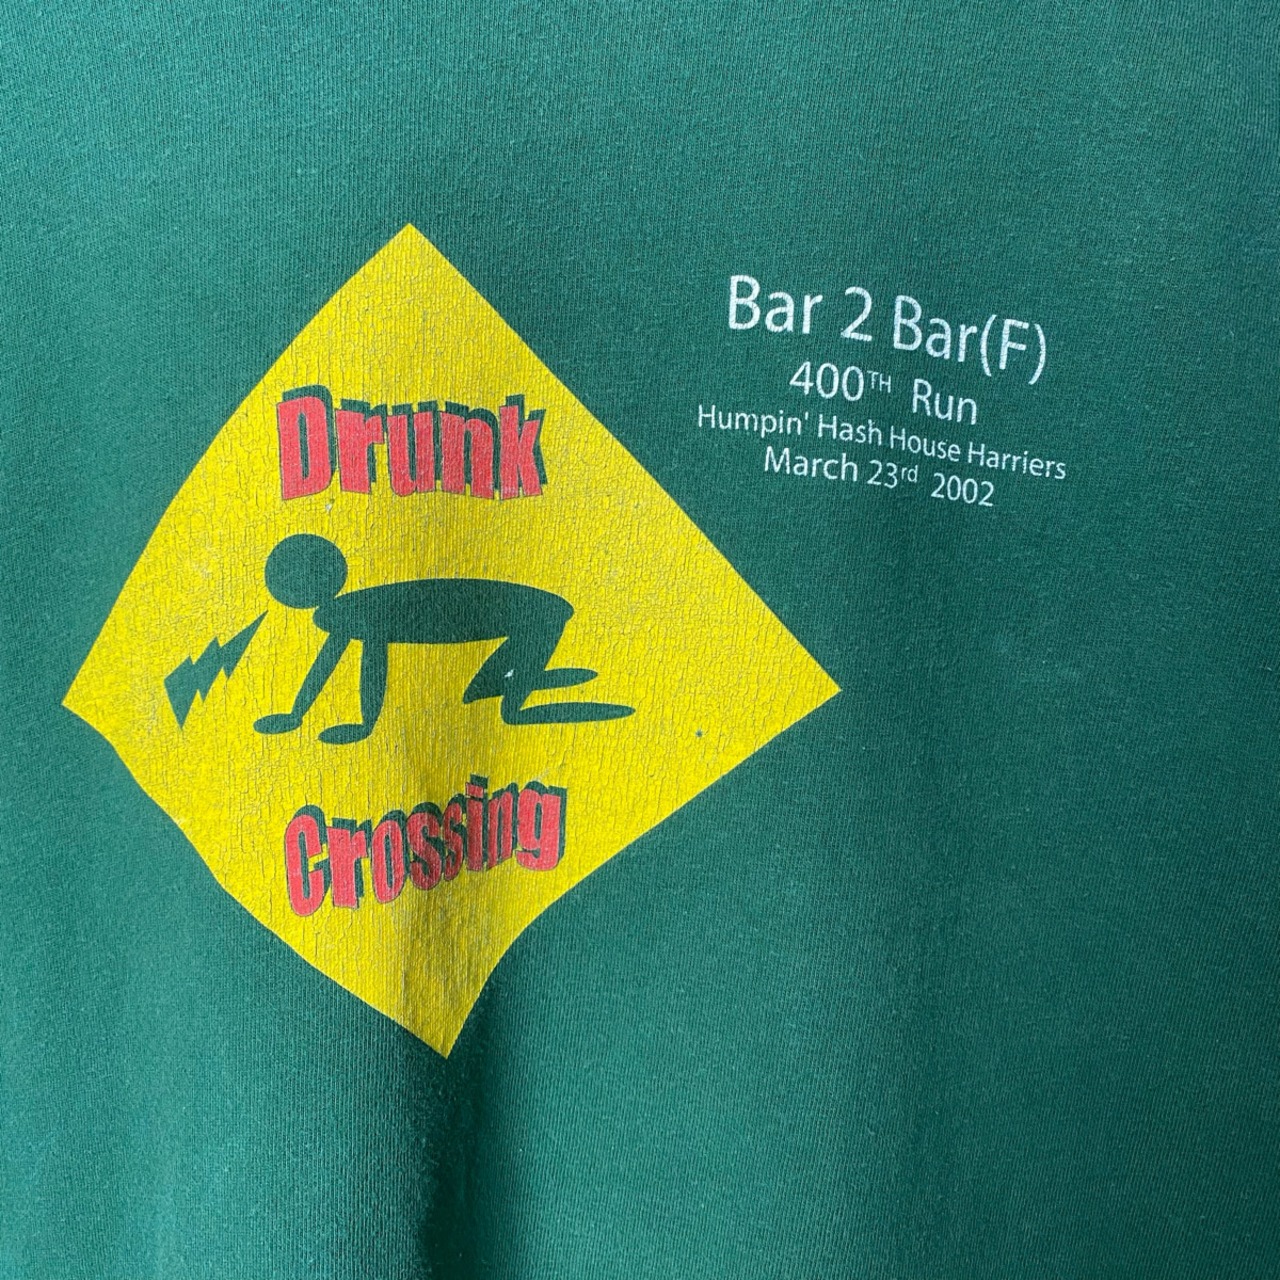 Drunk
Crossing
Bar 2 Bar(F)
400TH Run
Humpin' Hash House Harriers
March 23rd 2002